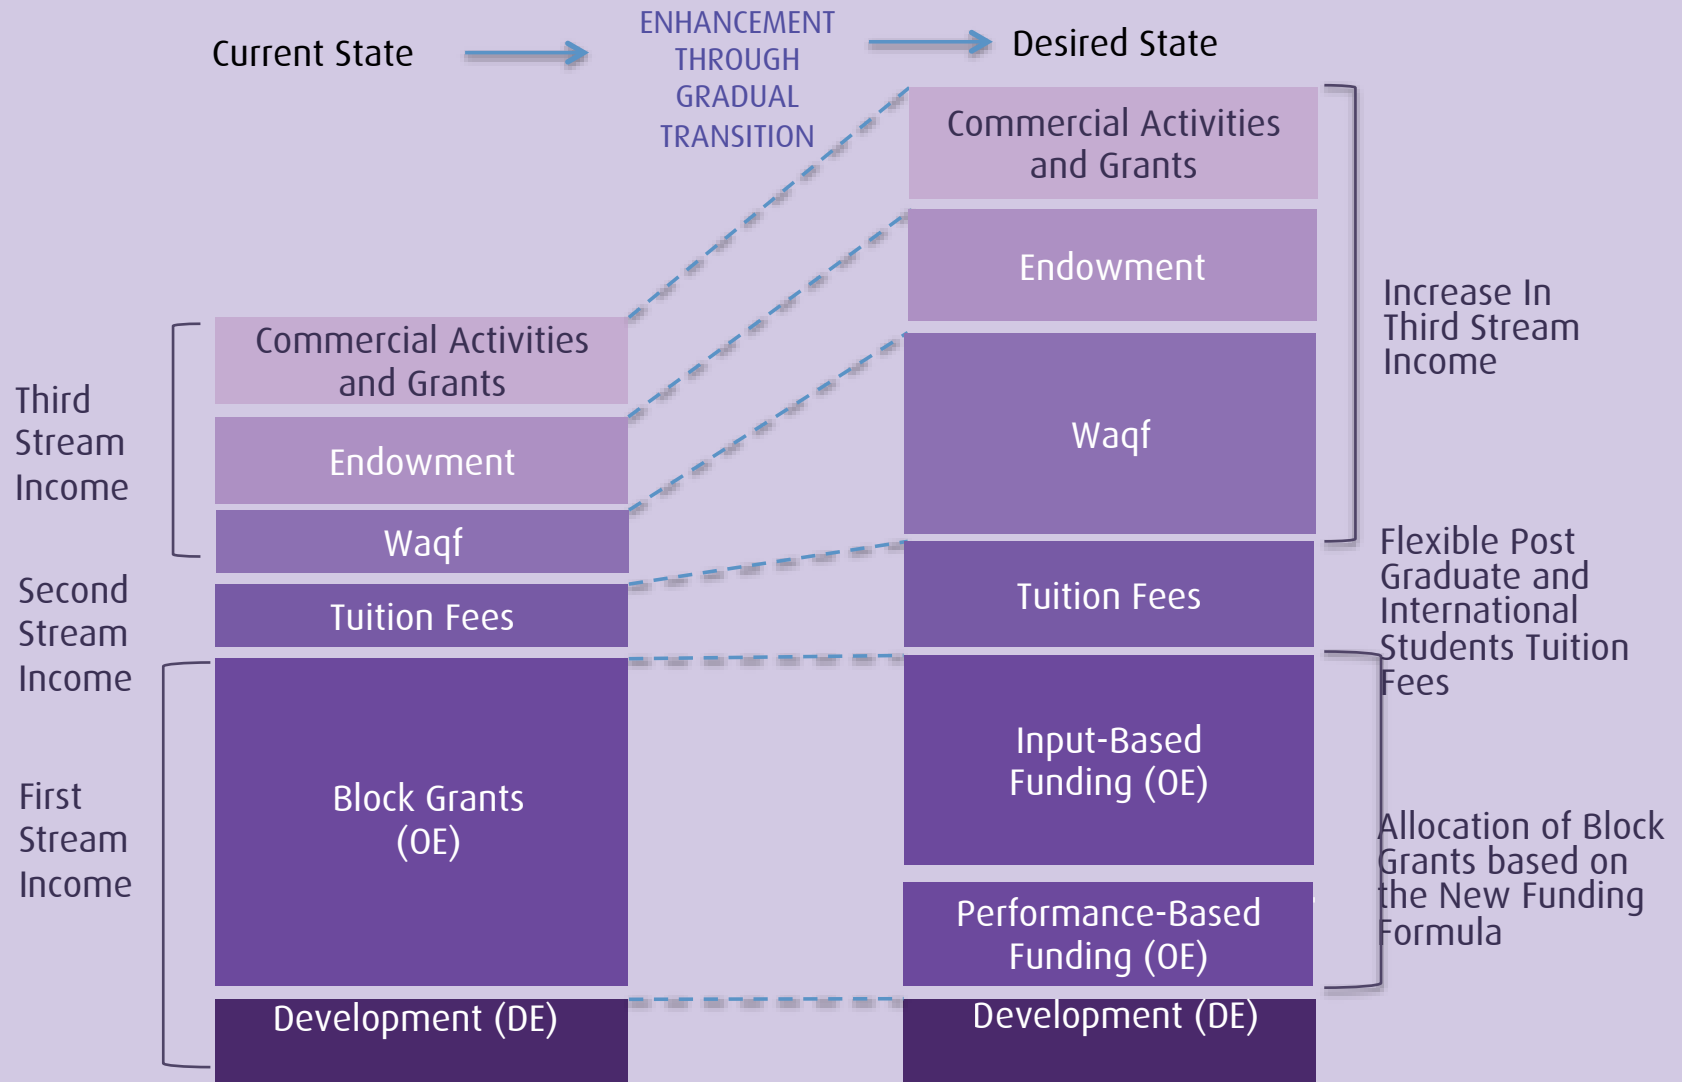 Current State
ENHANCEMENT
THROUGH
GRADUAL
TRANSITION
Desired State
Third
Stream
Income
Second
Stream
Income
First
Stream
Income
Commercial Activities
and Grants
Endowment
Waqf
Tuition Fees
Block Grants
(OE)
Development (DE)
Commercial Activities
and Grants
Endowment
Waqf
Tuition Fees
Input-Based
Funding (OE)
Performance-Based
Funding (OE)
Development (DE)
Increase In
Third Stream
Income
Flexible Post
Graduate and
International
Students Tuition
Fees
Allocation of Block
Grants based on
the New Funding
Formula